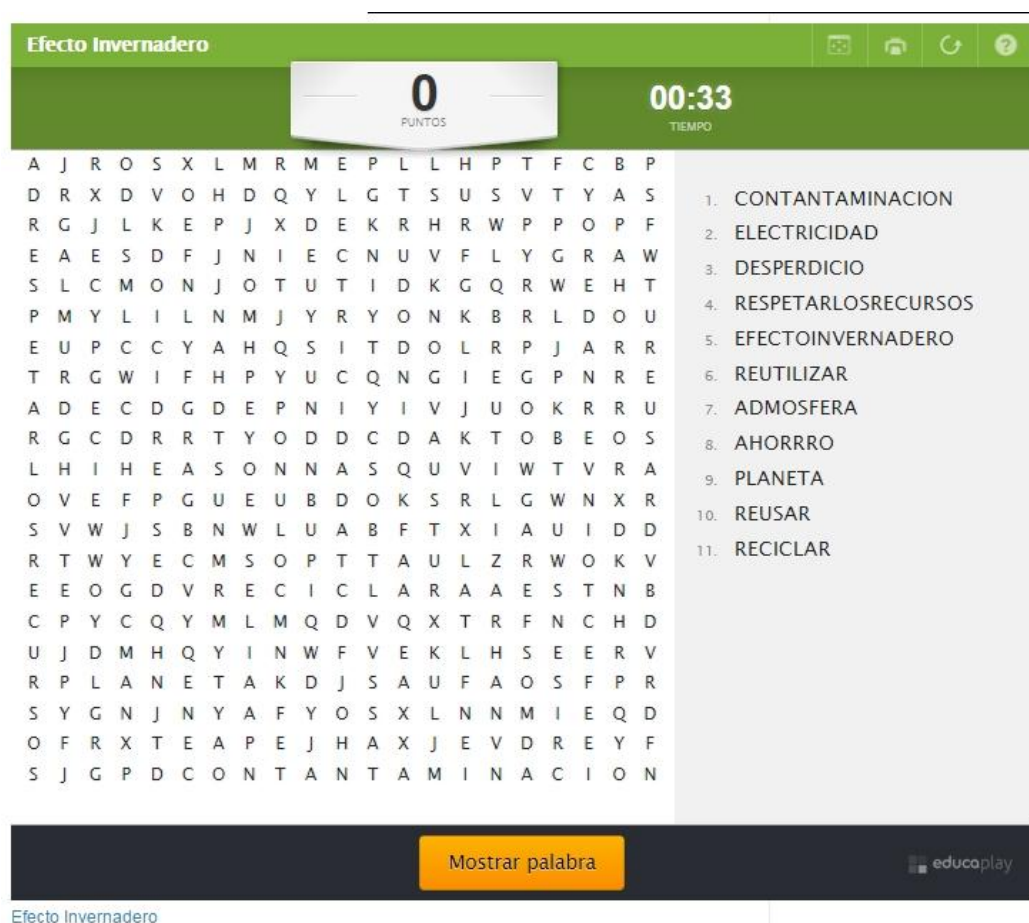 Efecto Invernadero
0
PUNTOS
00:33
TIEMPO
A J R O S X L M R M E P L L H P T F C B P
D R X D V O H D Q Y L G T S U S V T Y A S
R G J L K E P J X D E K R H R W P P O P F
E A E S D F J N I E C N U V F L Y G R A W
S L C M O N J O T U T I D K G Q R W E H T
P M Y L I L N M J Y R Y O N K B R L D O U
E U P C C Y A H Q S I T D O L R P J A R R
T R G W I F H P Y U C Q N G I E G P N R E
A D E C D G D E P N I Y I V J U O K R R U
R G C D R R T Y O D D C D A K T O B E O S
L H I H E A S O N N A S Q U V I W T V R A
O V E F P G U E U B D O K S R L G W N X R
S V W J S B N W L U A B F T X I A U I D D
R T W Y E C M S O P T T A U L Z R W O K V
E E O G D V R E C I C L A R A A E S T N B
C P Y C Q Y M L M Q D V Q X T R F N C H D
U J D M H Q Y I N W F V E K L H S E E R V
R P L A N E T A K D J S A U F A O S F P R
S Y G N J N Y A F Y O S X L N N M I E Q D
O F R X T E A P E J H A X J E V D R E Y F
S J G P D C O N T A N T A M I N A C I O N
1. CONTANTAMINACION
2. ELECTRICIDAD
3. DESPERDICIO
4. RESPETARLOSRECURSOS
5. EFECTOINVERNADERO
6. REUTILIZAR
7. ADMOSFERA
8. AHORRRO
9. PLANETA
10. REUSAR
11. RECICLAR
Mostrar palabra
educaplay
Efecto Invernadero